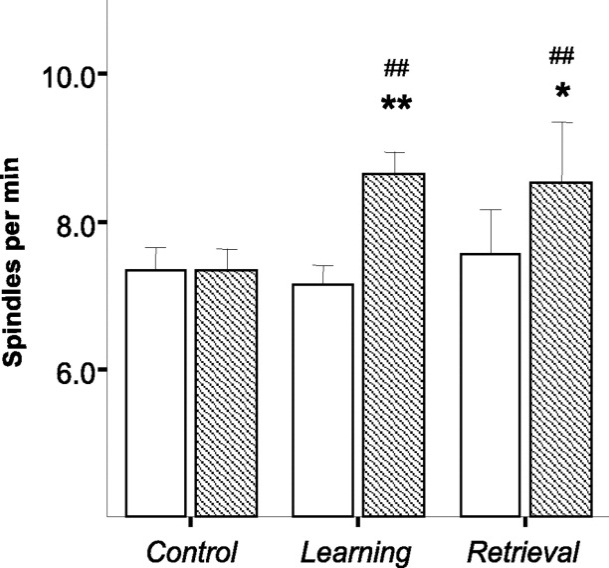 Spindles per min
10.0
8.0
6.0
##
**
##
*
Control
Learning
Retrieval